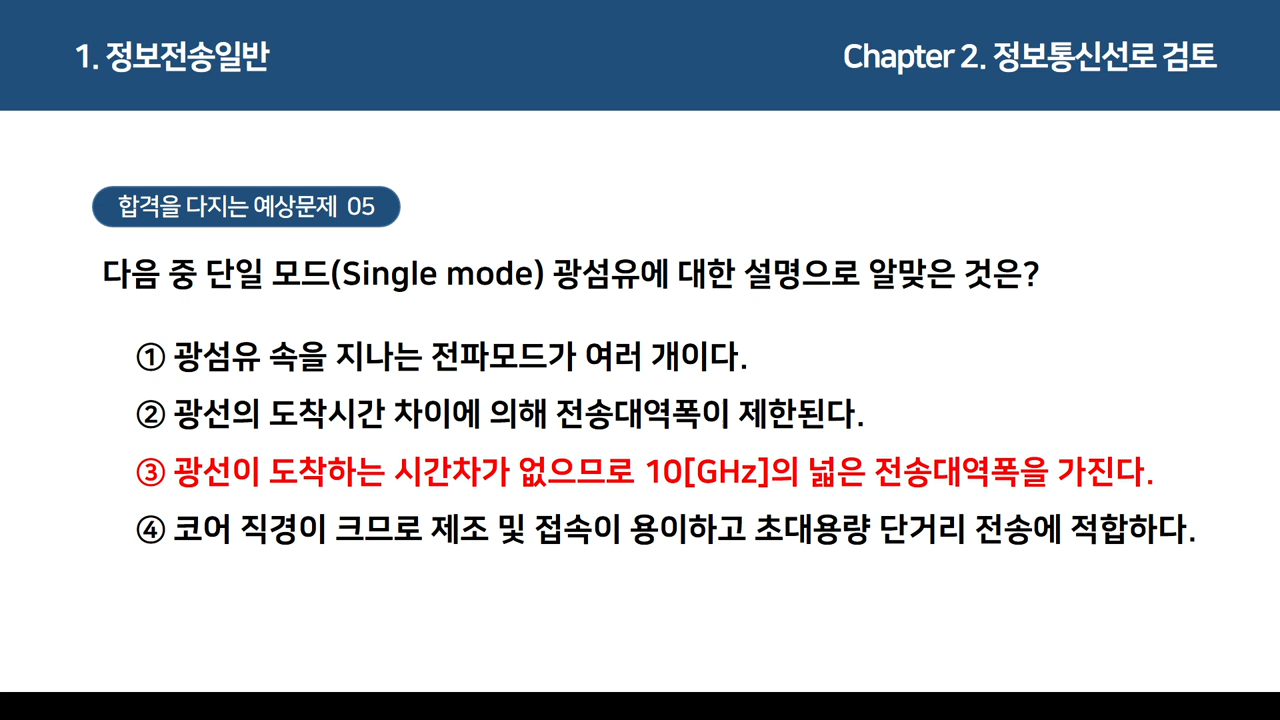 1. 정보전송일반
Chapter 2. 정보통신선로 검토
합격을 다지는 예상문제 05
다음 중 단일 모드(Single mode) 광섬유에 대한 설명으로 알맞은 것은?
① 광섬유 속을 지나는 전파모드가 여러 개이다.
② 광선의 도착시간 차이에 의해 전송대역폭이 제한된다.
③ 광선이 도착하는 시간차가 없으므로 10[GHz]의 넓은 전송대역폭을 가진다.
④ 코어 직경이 크므로 제조 및 접속이 용이하고 초대용량 단거리 전송에 적합하다.